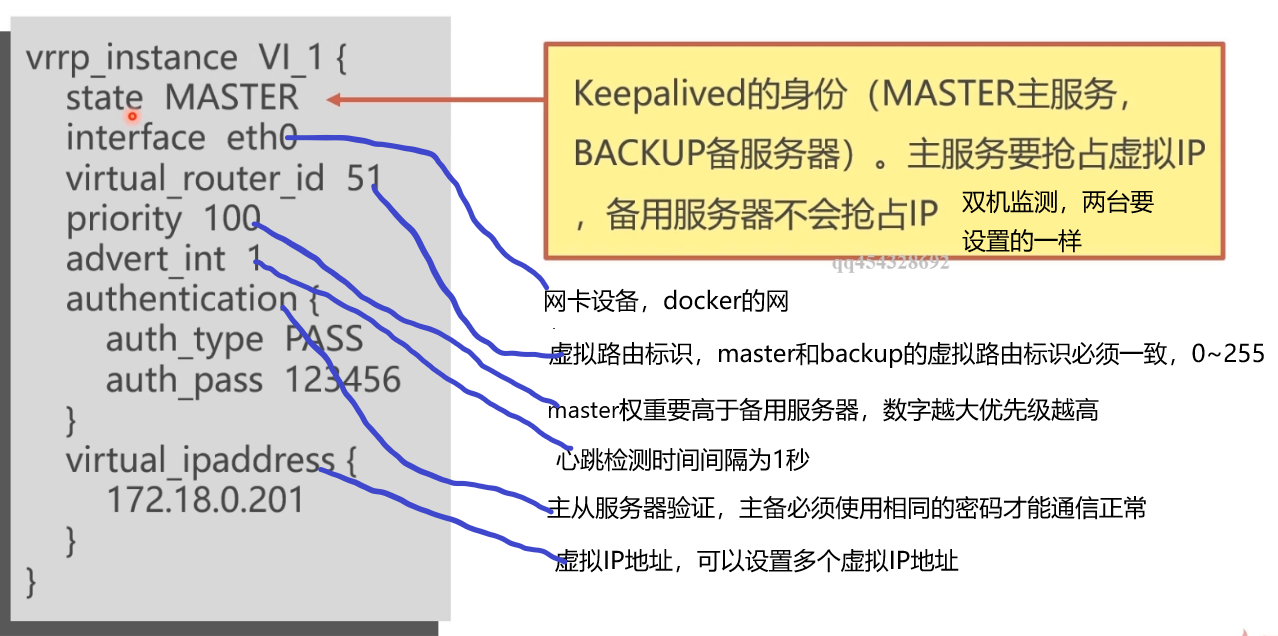 vrrp_instance VI_1 {
state MASTER
interface eth0
virtual_router_id 51
priority 100
advert_int 1
authentication {
auth_type PASS
auth_pass 123456
}
virtual_ipaddress {
172.18.0.201
}
}
Keepalived的身份（MASTER主服务，
BACKUP备服务器）。主服务要抢占虚拟IP
，备用服务器不会抢占IP
双机监测，两台要
设置的一样
qq454328692
网卡设备，docker的网
虚拟路由标识，master和backup的虚拟路由标识必须一致，0~255
master权重要高于备用服务器，数字越大优先级越高
心跳检测时间间隔为1秒
主从服务器验证，主备必须使用相同的密码才能通信正常
虚拟IP地址，可以设置多个虚拟IP地址